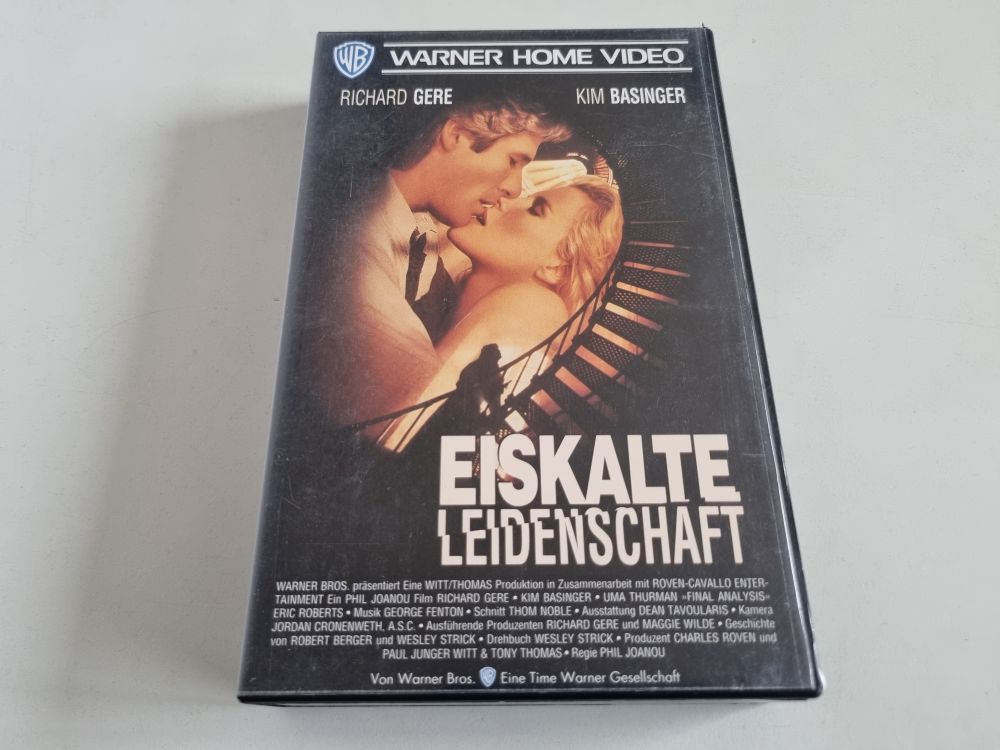 WB WARNER HOME VIDEO
RICHARD GERE KIM BASINGER
EISKALTE
LEIDENSCHAFT
WARNER BROS. präsentiert Eine WITT/THOMAS Produktion in Zusammenarbeit mit ROVEN-CAVALLO ENTER-
TAINMENT Ein PHIL JOANOU Film RICHARD GERE • KIM BASINGER • UMA THURMAN »FINAL ANALYSIS«
ERIC ROBERTS • Musik GEORGE FENTON • Schnitt THOM NOBLE • Ausstattung DEAN TAVOULARIS • Kamera
JORDAN CRONENWETH, A.S.C. • Ausführende Produzenten RICHARD GERE und MAGGIE WILDE • Geschichte
von ROBERT BERGER und WESLEY STRICK • Drehbuch WESLEY STRICK • Produzent CHARLES ROVEN und
PAUL JUNGER WITT & TONY THOMAS • Regie PHIL JOANOU
Von Warner Bros. WB Eine Time Warner Gesellschaft